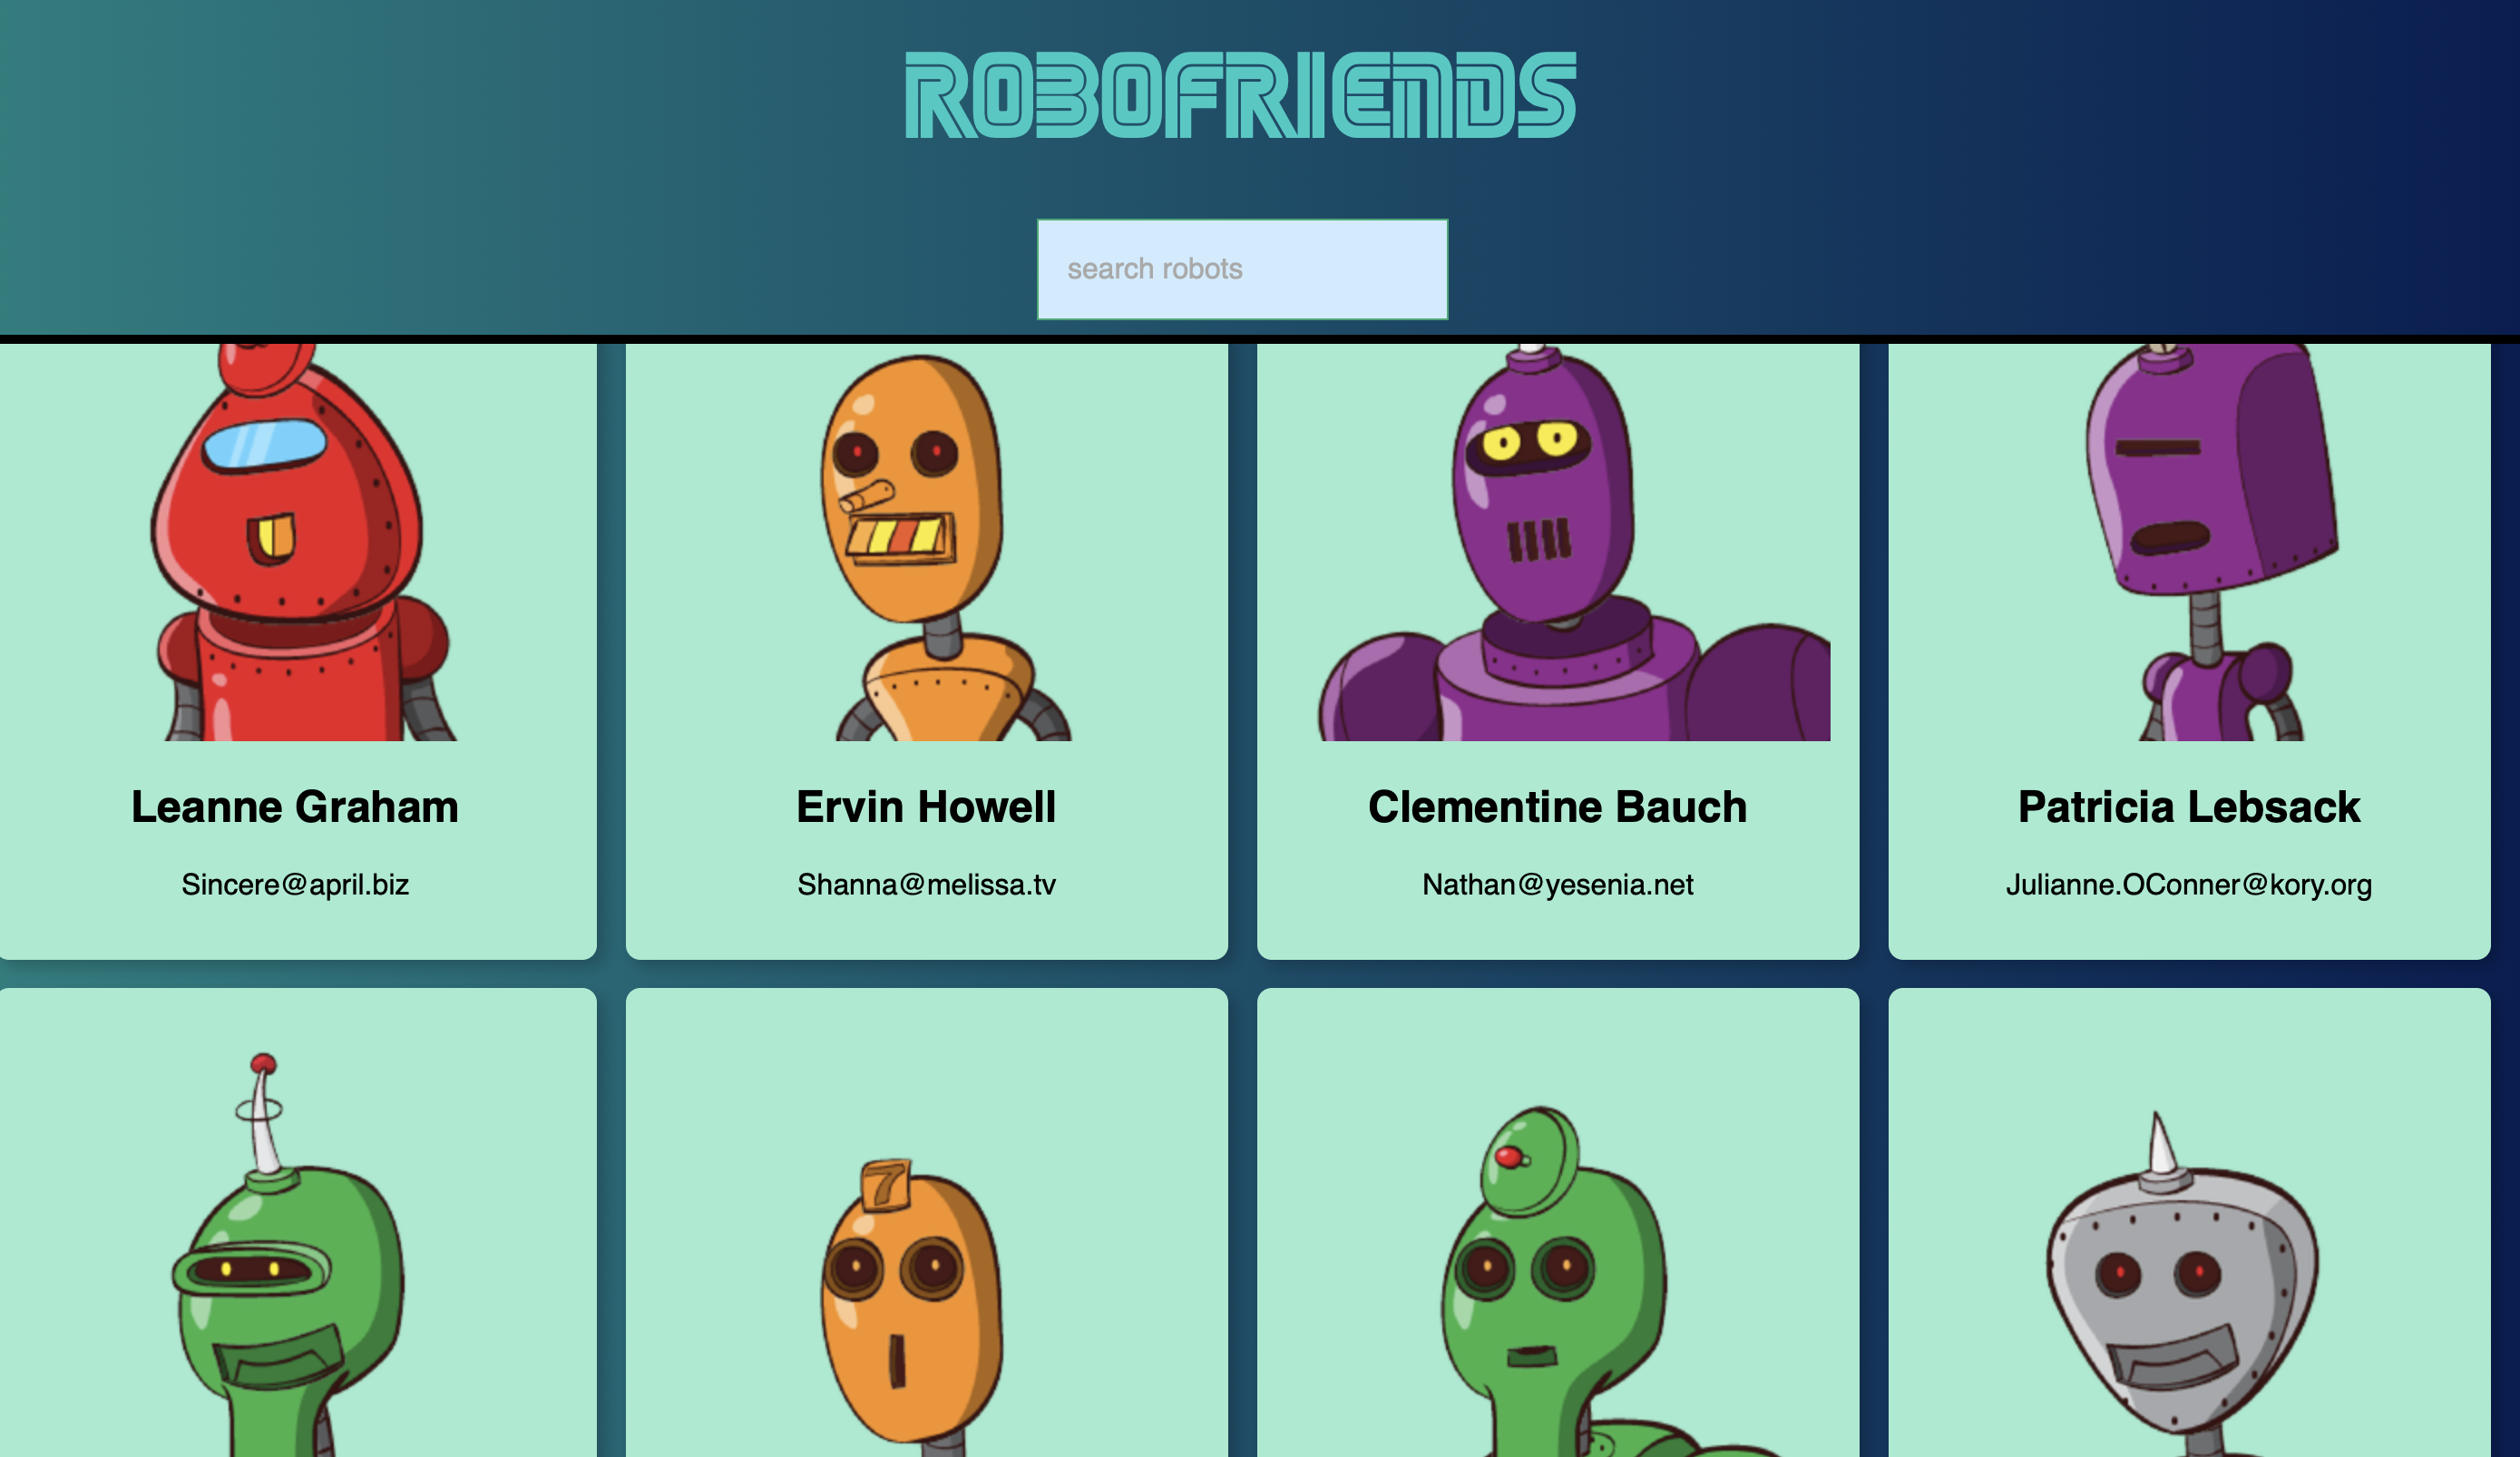 ROBOFRIENDS
search robots
Leanne Graham
Ervin Howell
Clementine Bauch
Patricia Lebsack
Sincere@april.biz
Shanna@melissa.tv
Nathan@yesenia.net
Julianne.OConner@kory.org
7